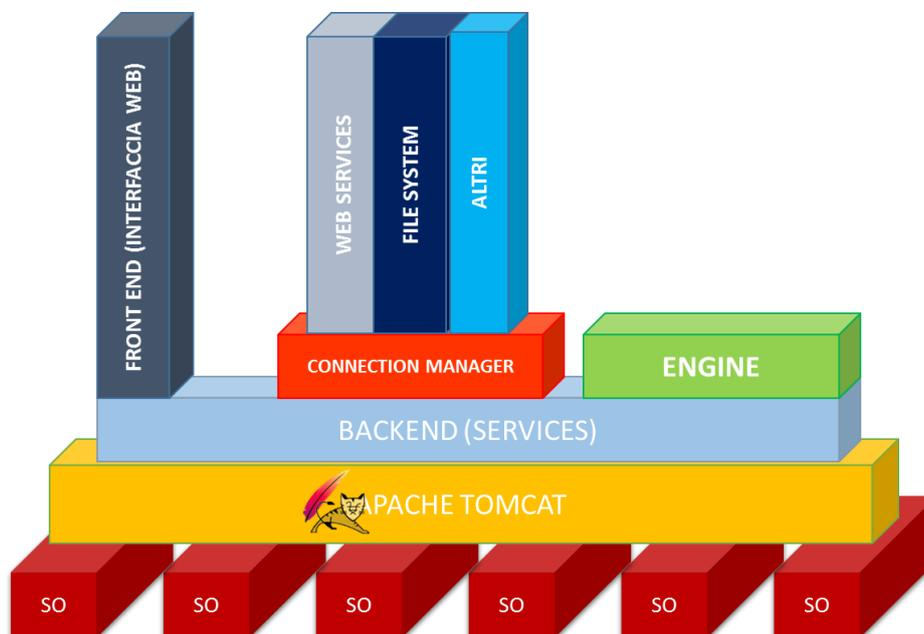 FRONT END (INTERFACCIA WEB)
WEB SERVICES
FILE SYSTEM
ALTRI
CONNECTION MANAGER
ENGINE
BACKEND (SERVICES)
APACHE TOMCAT
SO
SO
SO
SO
SO
SO